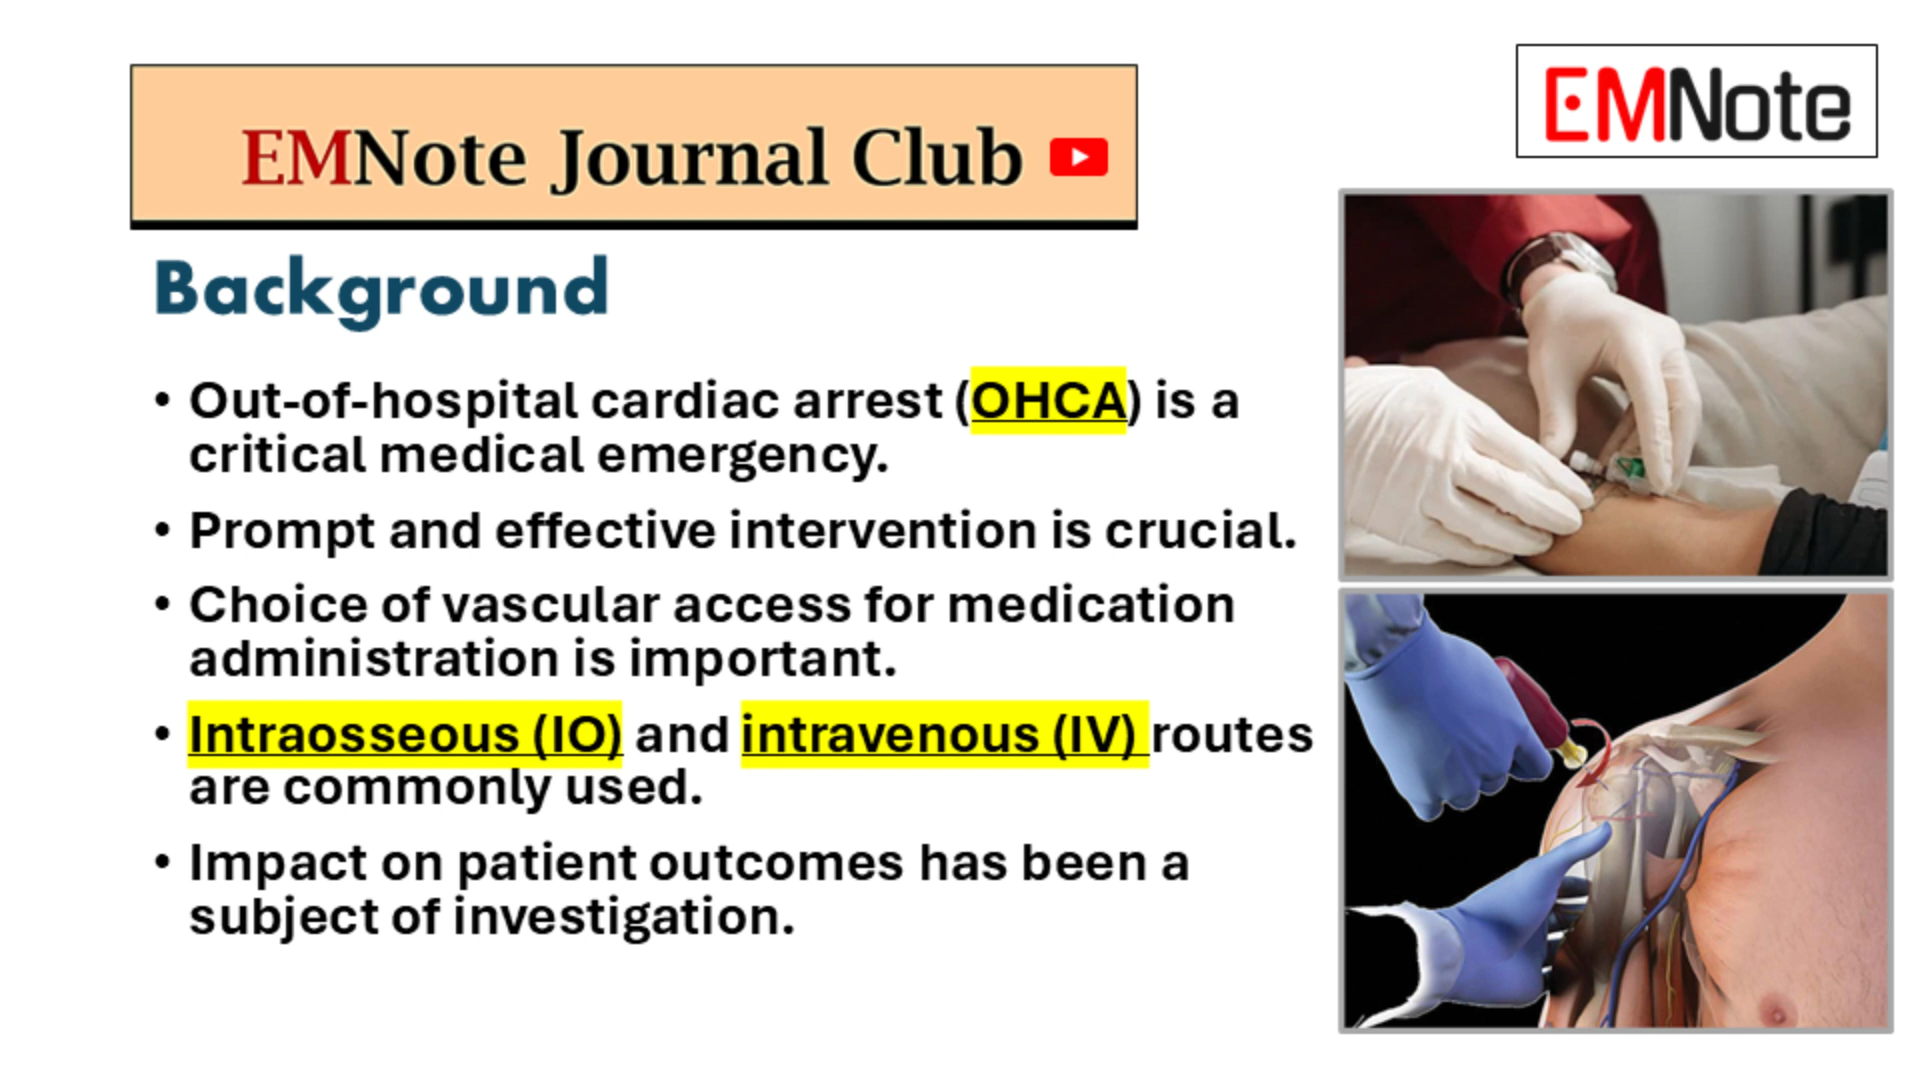 EMNote
EMNote Journal Club
Background
• Out-of-hospital cardiac arrest (OHCA) is a
critical medical emergency.
• Prompt and effective intervention is crucial.
• Choice of vascular access for medication
administration is important.
• Intraosseous (IO) and intravenous (IV) routes
are commonly used.
• Impact on patient outcomes has been a
subject of investigation.